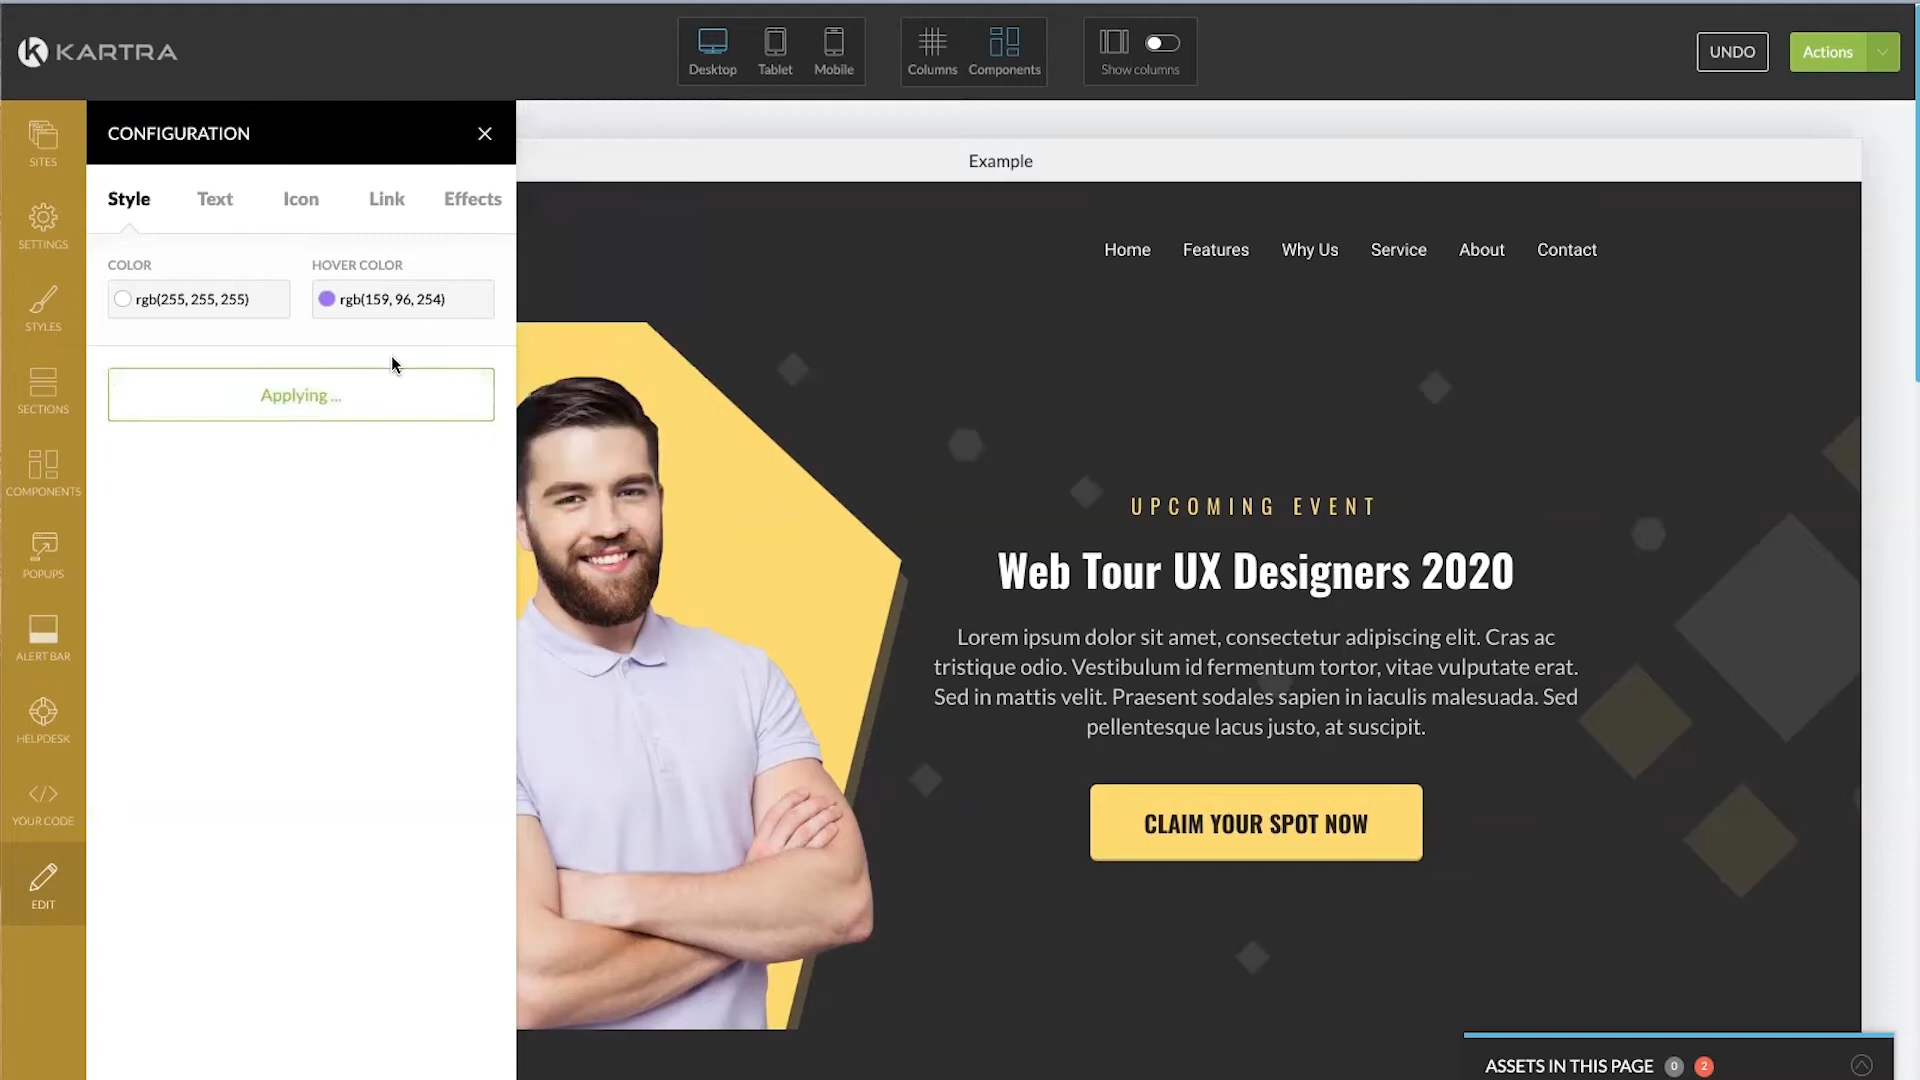 KARTRA
Desktop
Tablet
Mobile
Columns
Components
Show columns
UNDO
Actions
SITES
SETTINGS
STYLES
SECTIONS
COMPONENTS
POPUPS
ALERT BAR
HELPDESK
YOUR CODE
EDIT
CONFIGURATION
Style
Text
Icon
Link
Effects
COLOR
HOVER COLOR
rgb(255, 255, 255)
rgb(159, 96, 254)
Applying ...
Example
Home
Features
Why Us
Service
About
Contact
UPCOMING EVENT
Web Tour UX Designers 2020
Lorem ipsum dolor sit amet, consectetur adipiscing elit. Cras ac
tristique odio. Vestibulum id fermentum tortor, vitae vulputate erat.
Sed in mattis velit. Praesent sodales sapien in iaculis malesuada. Sed
pellentesque lacus justo, at suscipit.
CLAIM YOUR SPOT NOW
ASSETS IN THIS PAGE 0 2